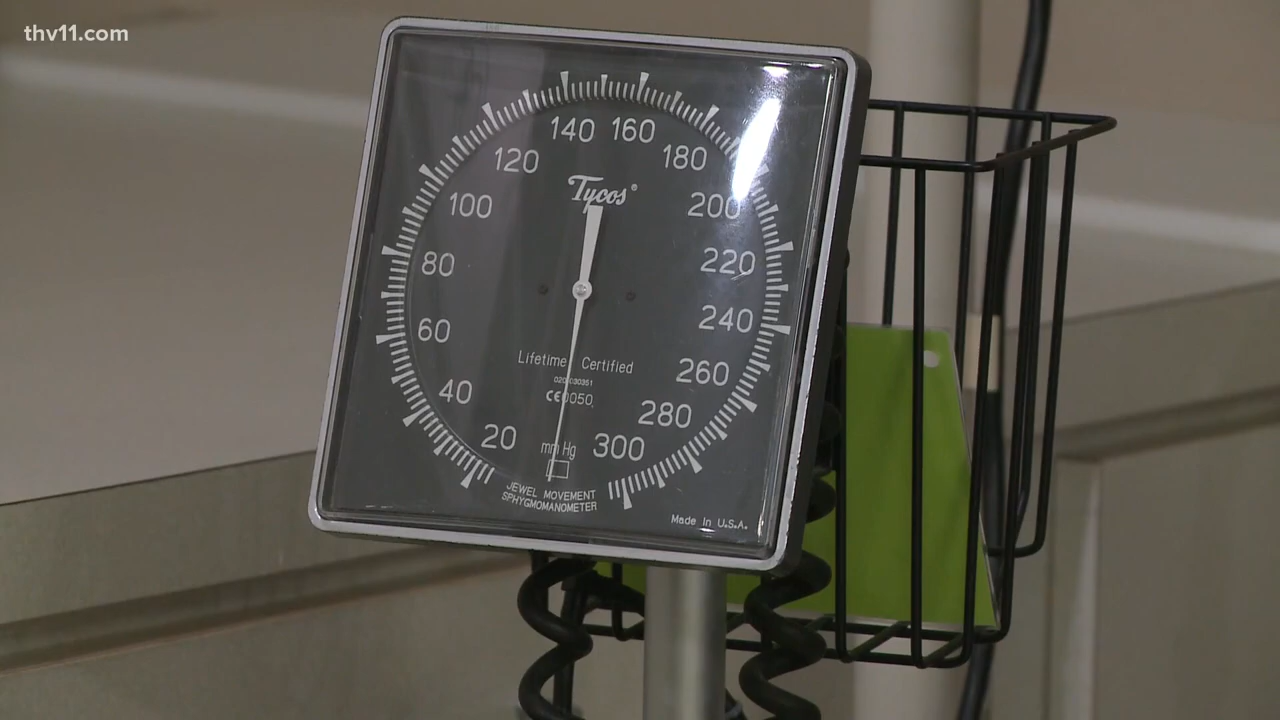 thv11.com
140 160
120 180
100 200
80 220
60 240
40 260
20 280
300
Tycos®
Lifetime Certified
CE0050
mm Hg
JEWEL MOVEMENT
SPHYGMOMANOMETER
Made in U.S.A.